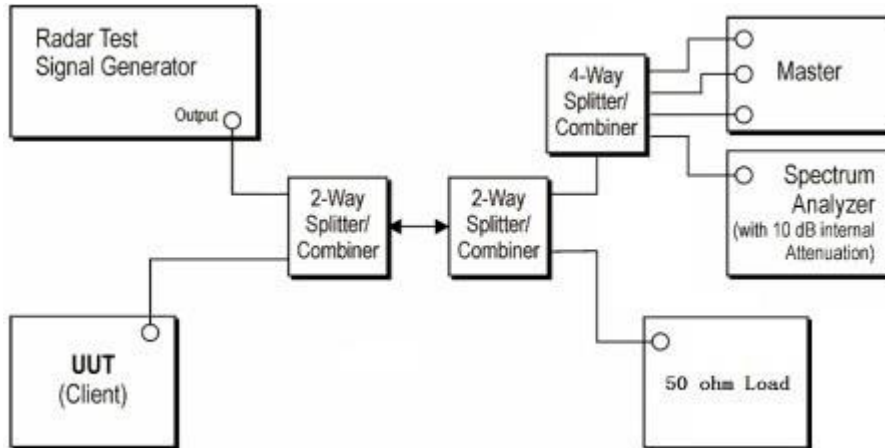 Radar Test
Signal Generator
Output
4-Way
Splitter/
Combiner
Master
Spectrum
Analyzer
(with 10 dB internal
Attenuation)
2-Way
Splitter/
Combiner
2-Way
Splitter/
Combiner
UUT
(Client)
50 ohm Load